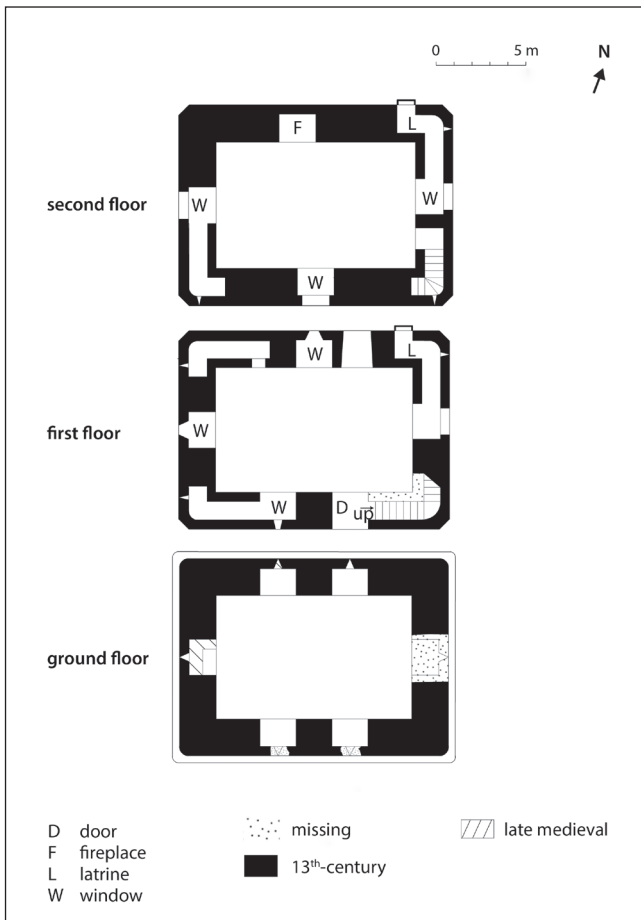 0 5 m
N
F
L
second floor
W
W
W
W
L
first floor
W
W
D
up
ground floor
D door
F fireplace
L latrine
W window
missing
13th-century
late medieval